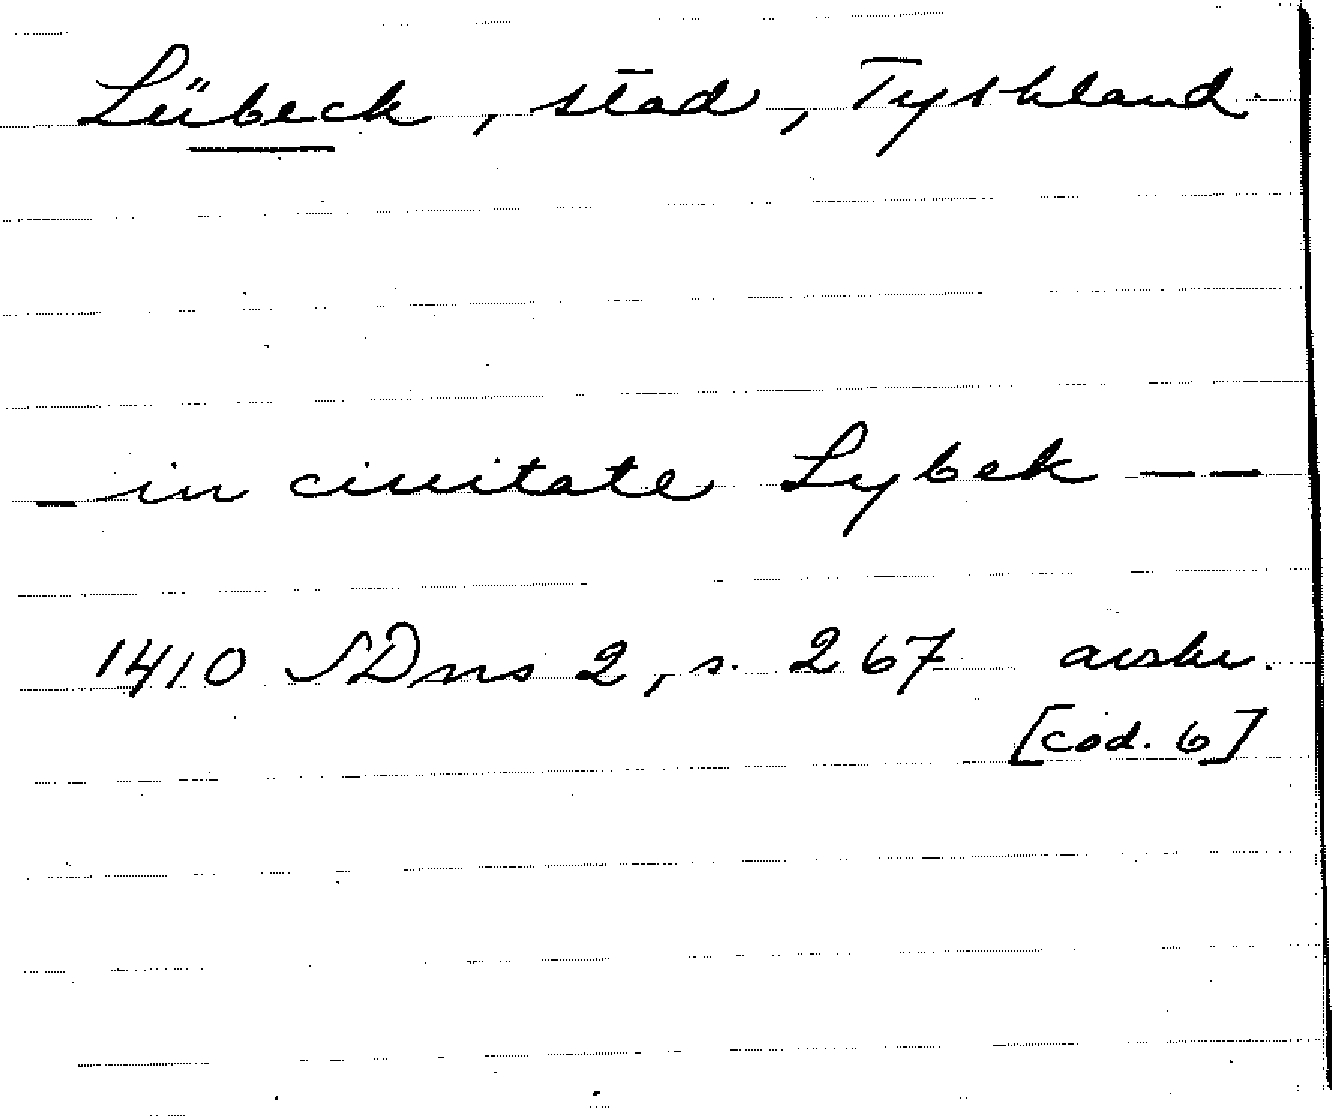 Lübeck, stad, Tyskland.
— in ciuitate Lybek — —
1410 SDns 2, s. 267 avskr.
[cod. 6]